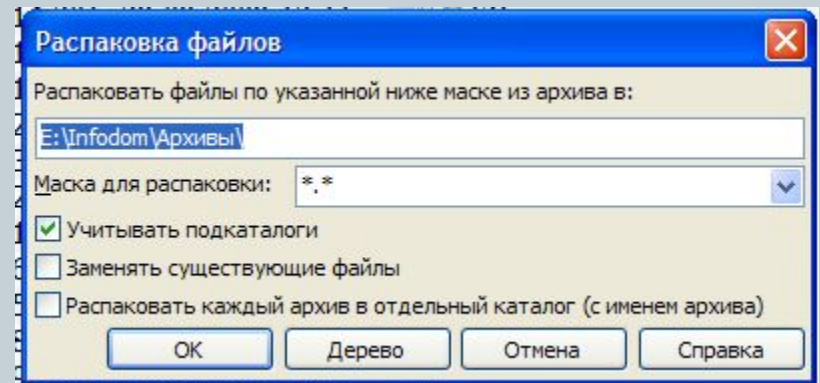 Распаковка файлов
Распаковать файлы по указанной ниже маске из архива в:
E:\Infodom\Архивы\
Маска для распаковки: *.*
Учитывать подкаталоги
Заменять существующие файлы
Распаковать каждый архив в отдельный каталог (с именем архива)
OK Дерево Отмена Справка